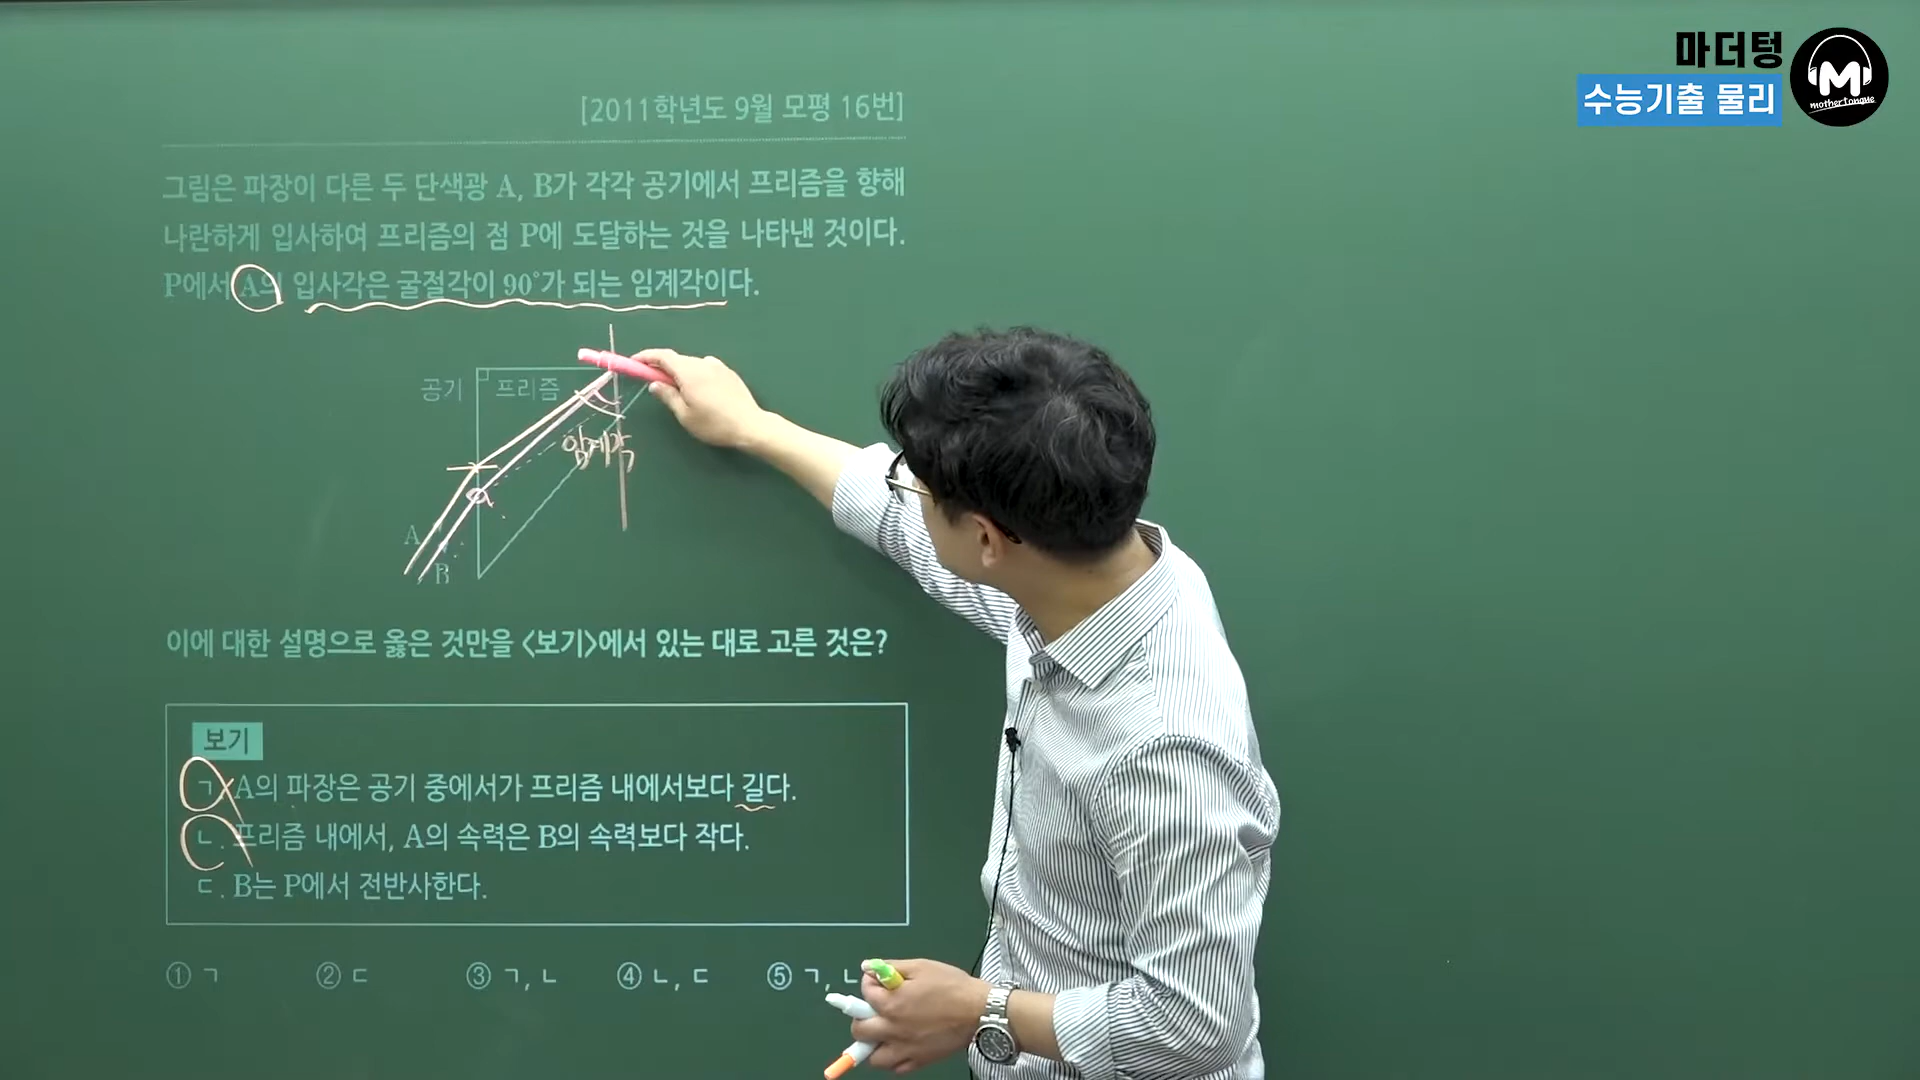 마더텅
수능기출 물리
M
mothertongue
[2011학년도 9월 모평 16번]
그림은 파장이 다른 두 단색광 A, B가 각각 공기에서 프리즘을 향해
나란하게 입사하여 프리즘의 점 P에 도달하는 것을 나타낸 것이다.
P에서 A의 입사각은 굴절각이 90°가 되는 임계각이다.
공기
프리즘
임계각
A
B
이에 대한 설명으로 옳은 것만을 <보기>에서 있는 대로 고른 것은?
보기
ㄱ. A의 파장은 공기 중에서가 프리즘 내에서보다 길다.
ㄴ. 프리즘 내에서, A의 속력은 B의 속력보다 작다.
ㄷ. B는 P에서 전반사한다.
① ㄱ ② ㄷ ③ ㄱ, ㄴ ④ ㄴ, ㄷ ⑤ ㄱ, ㄴ